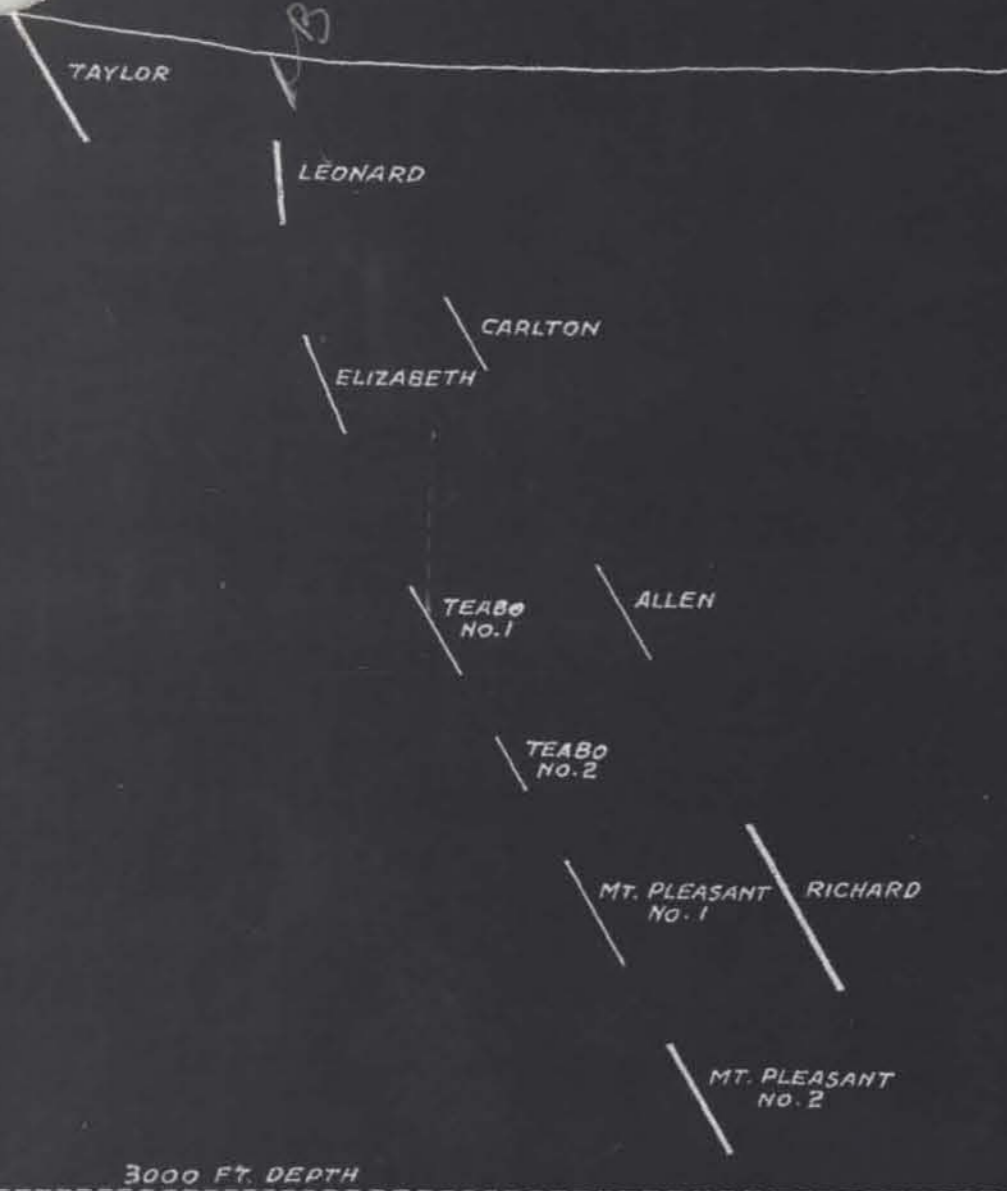 B
TAYLOR
LEONARD
CARLTON
ELIZABETH
TEABO
NO. 1
ALLEN
TEABO
NO. 2
MT. PLEASANT
NO. 1
RICHARD
MT. PLEASANT
NO. 2
3000 FT. DEPTH